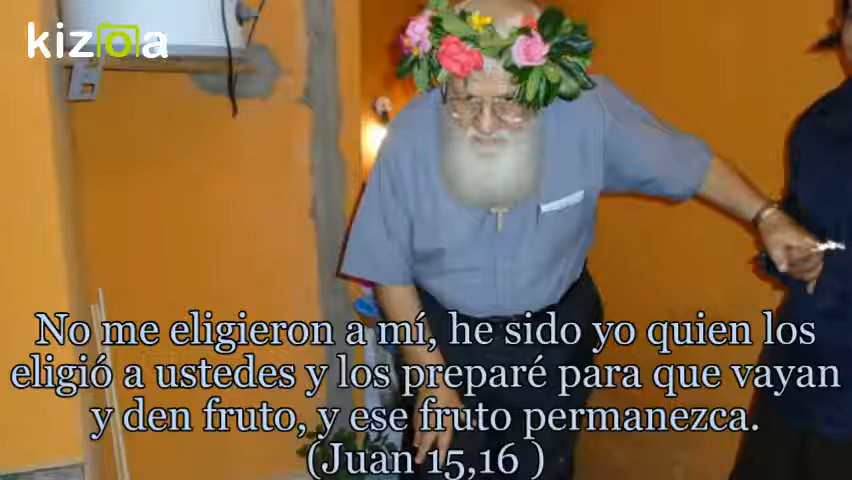 kizoa
No me eligieron a mí, he sido yo quien los
eligió a ustedes y los preparé para que vayan
y den fruto, y ese fruto permanezca.
(Juan 15,16 )